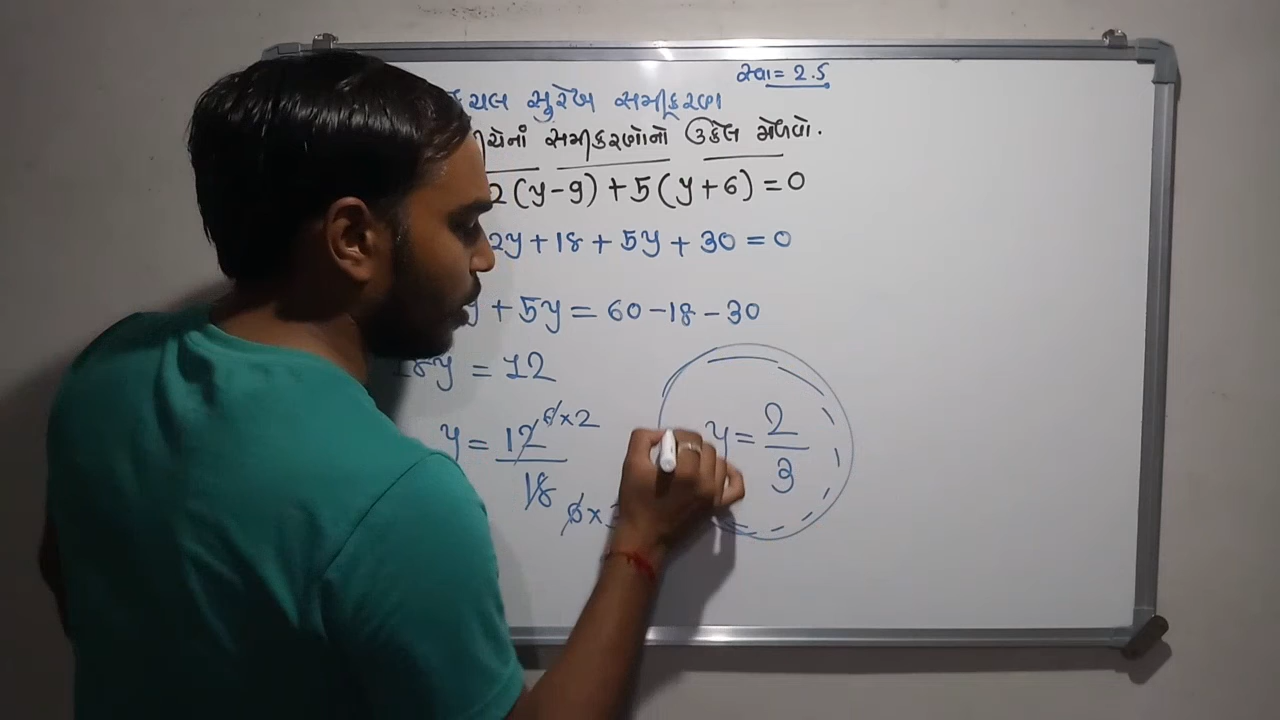 સ્વા = 2.5
ચલ સુરેખ સમીકરણ
સમીકરણોનો ઉકેલ મેળવો.
2(y-9)+5(y+6)=0
2y+18+5y+30=0
y+5y=60-18-30
18y=12
y=12/18 6×2 6×
y=2/3